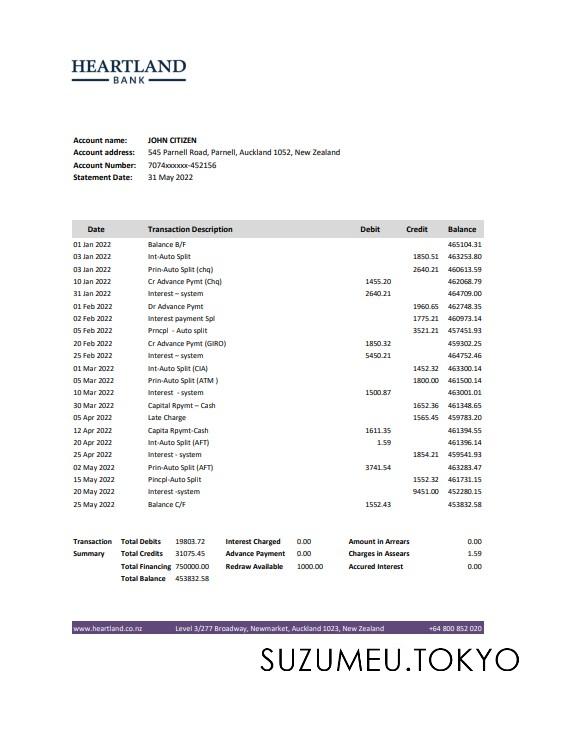 HEARTLAND
BANK
Account name: JOHN CITIZEN
Account address: 545 Parnell Road, Parnell, Auckland 1052, New Zealand
Account Number: 7074xxxxxx-452156
Statement Date: 31 May 2022
Date Transaction Description Debit Credit Balance
01 Jan 2022 Balance B/F 465104.31
03 Jan 2022 Int-Auto Split 1850.51 463253.80
03 Jan 2022 Prin-Auto Split (chq) 2640.21 460613.59
10 Jan 2022 Cr Advance Pymt (Chq) 1455.20 462068.79
31 Jan 2022 Interest – system 2640.21 464709.00
01 Feb 2022 Dr Advance Pymt 1960.65 462748.35
02 Feb 2022 Interest payment Spl 1775.21 460973.14
05 Feb 2022 Prncpl - Auto split 3521.21 457451.93
20 Feb 2022 Cr Advance Pymt (GIRO) 1850.32 459302.25
25 Feb 2022 Interest – system 5450.21 464752.46
01 Mar 2022 Int-Auto Split (CIA) 1452.32 463300.14
05 Mar 2022 Prin-Auto Split (ATM ) 1800.00 461500.14
10 Mar 2022 Interest - system 1500.87 463001.01
30 Mar 2022 Capital Rpymt – Cash 1652.36 461348.65
05 Apr 2022 Late Charge 1565.45 459783.20
12 Apr 2022 Capita Rpymt-Cash 1611.35 461394.55
20 Apr 2022 Int-Auto Split (AFT) 1.59 461396.14
25 Apr 2022 Interest - system 1854.21 459541.93
02 May 2022 Prin-Auto Split (AFT) 3741.54 463283.47
15 May 2022 Pincpl-Auto Split 1552.32 461731.15
20 May 2022 Interest -system 9451.00 452280.15
25 May 2022 Balance C/F 1552.43 453832.58
Transaction Total Debits 19803.72 Interest Charged 0.00 Amount in Arrears 0.00
Summary Total Credits 31075.45 Advance Payment 0.00 Charges in Assears 1.59
Total Financing 750000.00 Redraw Available 1000.00 Accured Interest 0.00
Total Balance 453832.58
www.heartland.co.nz Level 3/277 Broadway, Newmarket, Auckland 1023, New Zealand +64 800 852 020
SUZUMEU.TOKYO